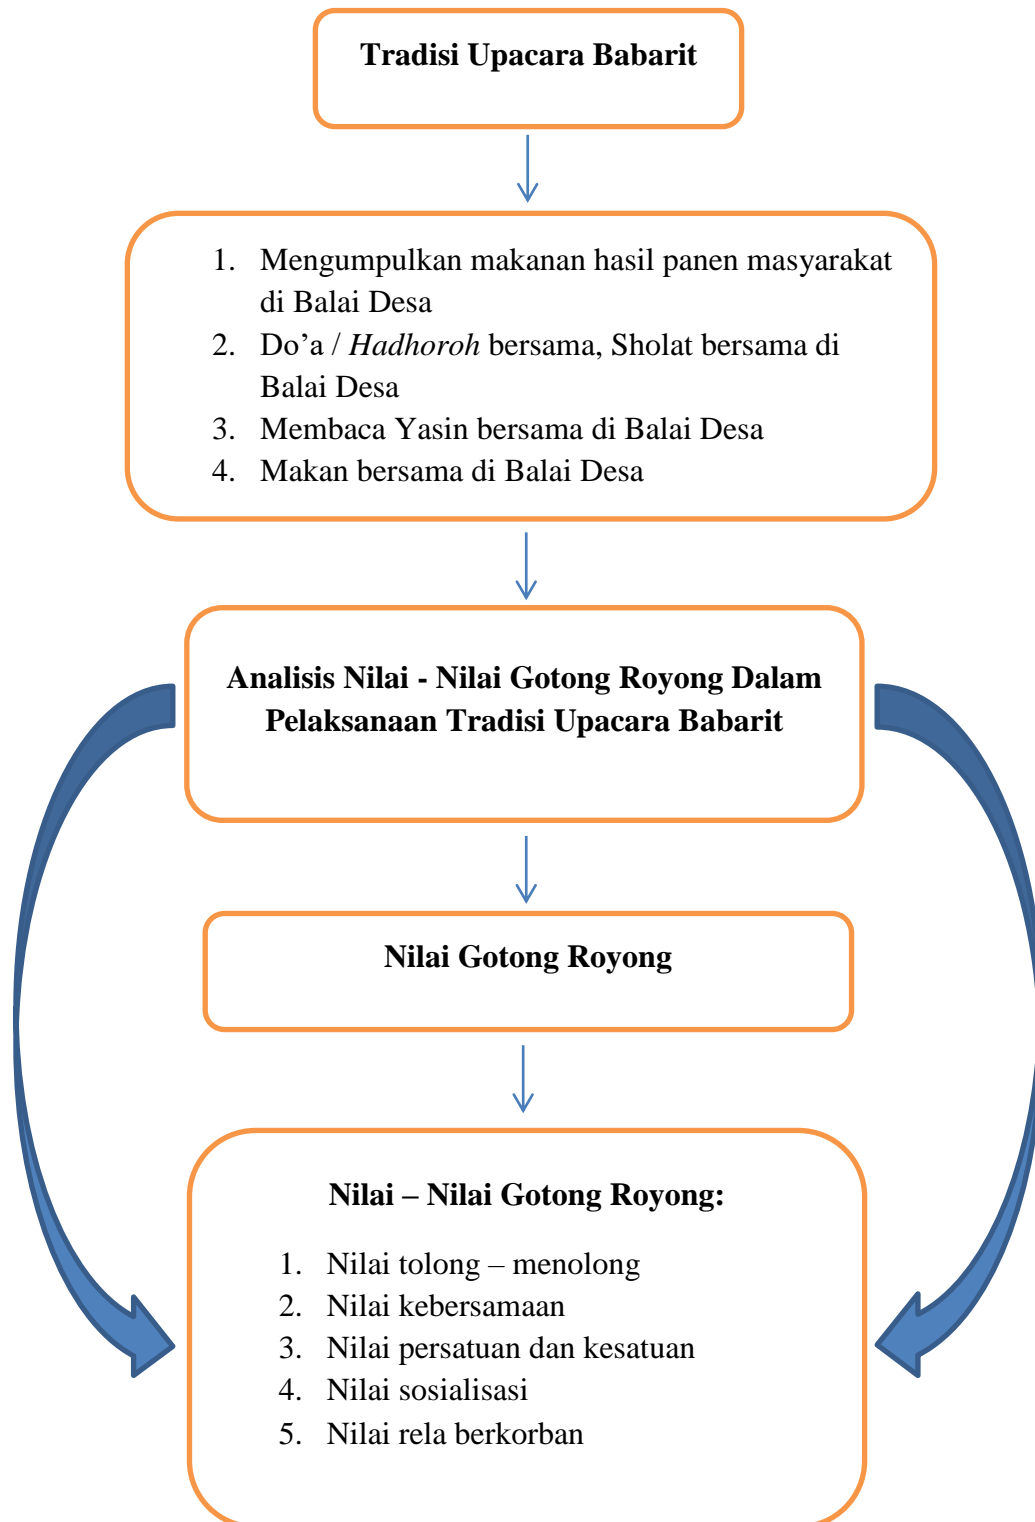 Tradisi Upacara Babarit
1. Mengumpulkan makanan hasil panen masyarakat
di Balai Desa
2. Do’a / Hadhoroh bersama, Sholat bersama di
Balai Desa
3. Membaca Yasin bersama di Balai Desa
4. Makan bersama di Balai Desa
Analisis Nilai - Nilai Gotong Royong Dalam
Pelaksanaan Tradisi Upacara Babarit
Nilai Gotong Royong
Nilai – Nilai Gotong Royong:
1. Nilai tolong – menolong
2. Nilai kebersamaan
3. Nilai persatuan dan kesatuan
4. Nilai sosialisasi
5. Nilai rela berkorban